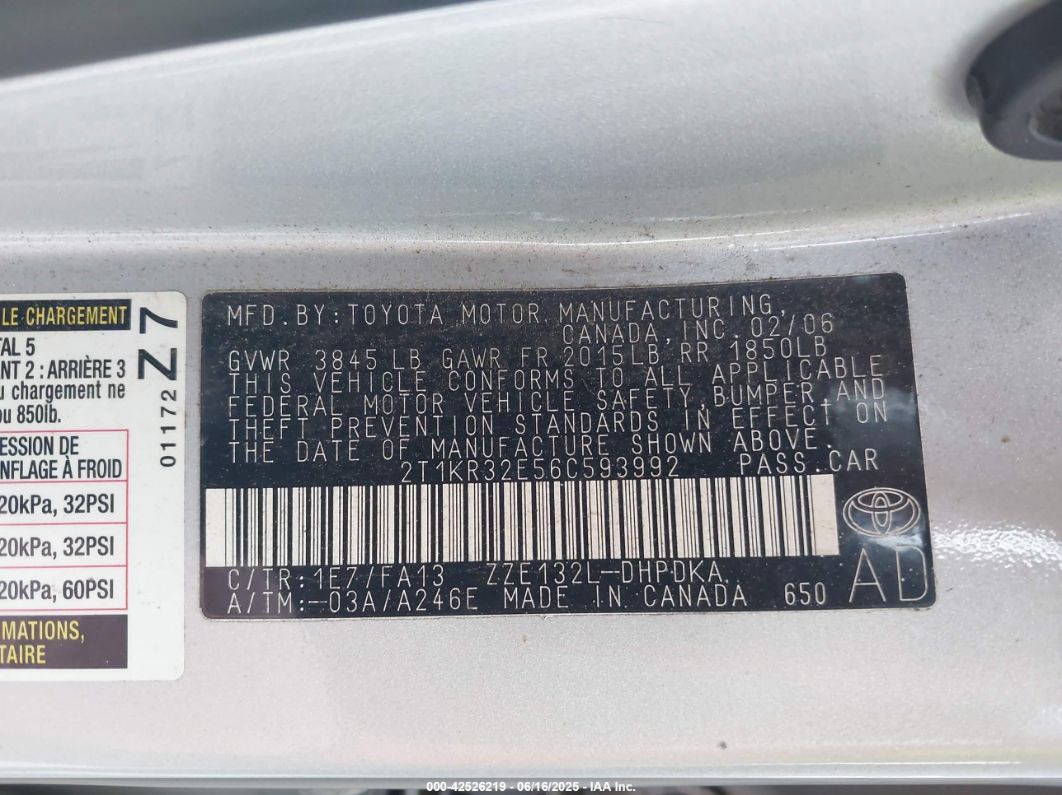 LE CHARGEMENT
TAL 5
NT 2 : ARRIÈRE 3
u chargement ne
ou 850lb.
ESSION DE
NFLAGE À FROID
20kPa, 32PSI
20kPa, 32PSI
20kPa, 60PSI
MATIONS,
TAIRE
01172 Z7
MFD.BY:TOYOTA MOTOR MANUFACTURING,
CANADA, INC. 02/06
GVWR 3845 LB GAWR FR 2015LB RR 1850LB
THIS VEHICLE CONFORMS TO ALL APPLICABLE
FEDERAL MOTOR VEHICLE SAFETY,BUMPER,AND
THEFT PREVENTION STANDARDS IN EFFECT ON
THE DATE OF MANUFACTURE SHOWN ABOVE.
2T1KR32E56C593992 PASS.CAR
C/TR:1E7/FA13 ZZE132L-DHPDKA
A/TM:-03A/A246E MADE IN CANADA 650
AD
000-42526219 - 06/16/2025 - IAA Inc.